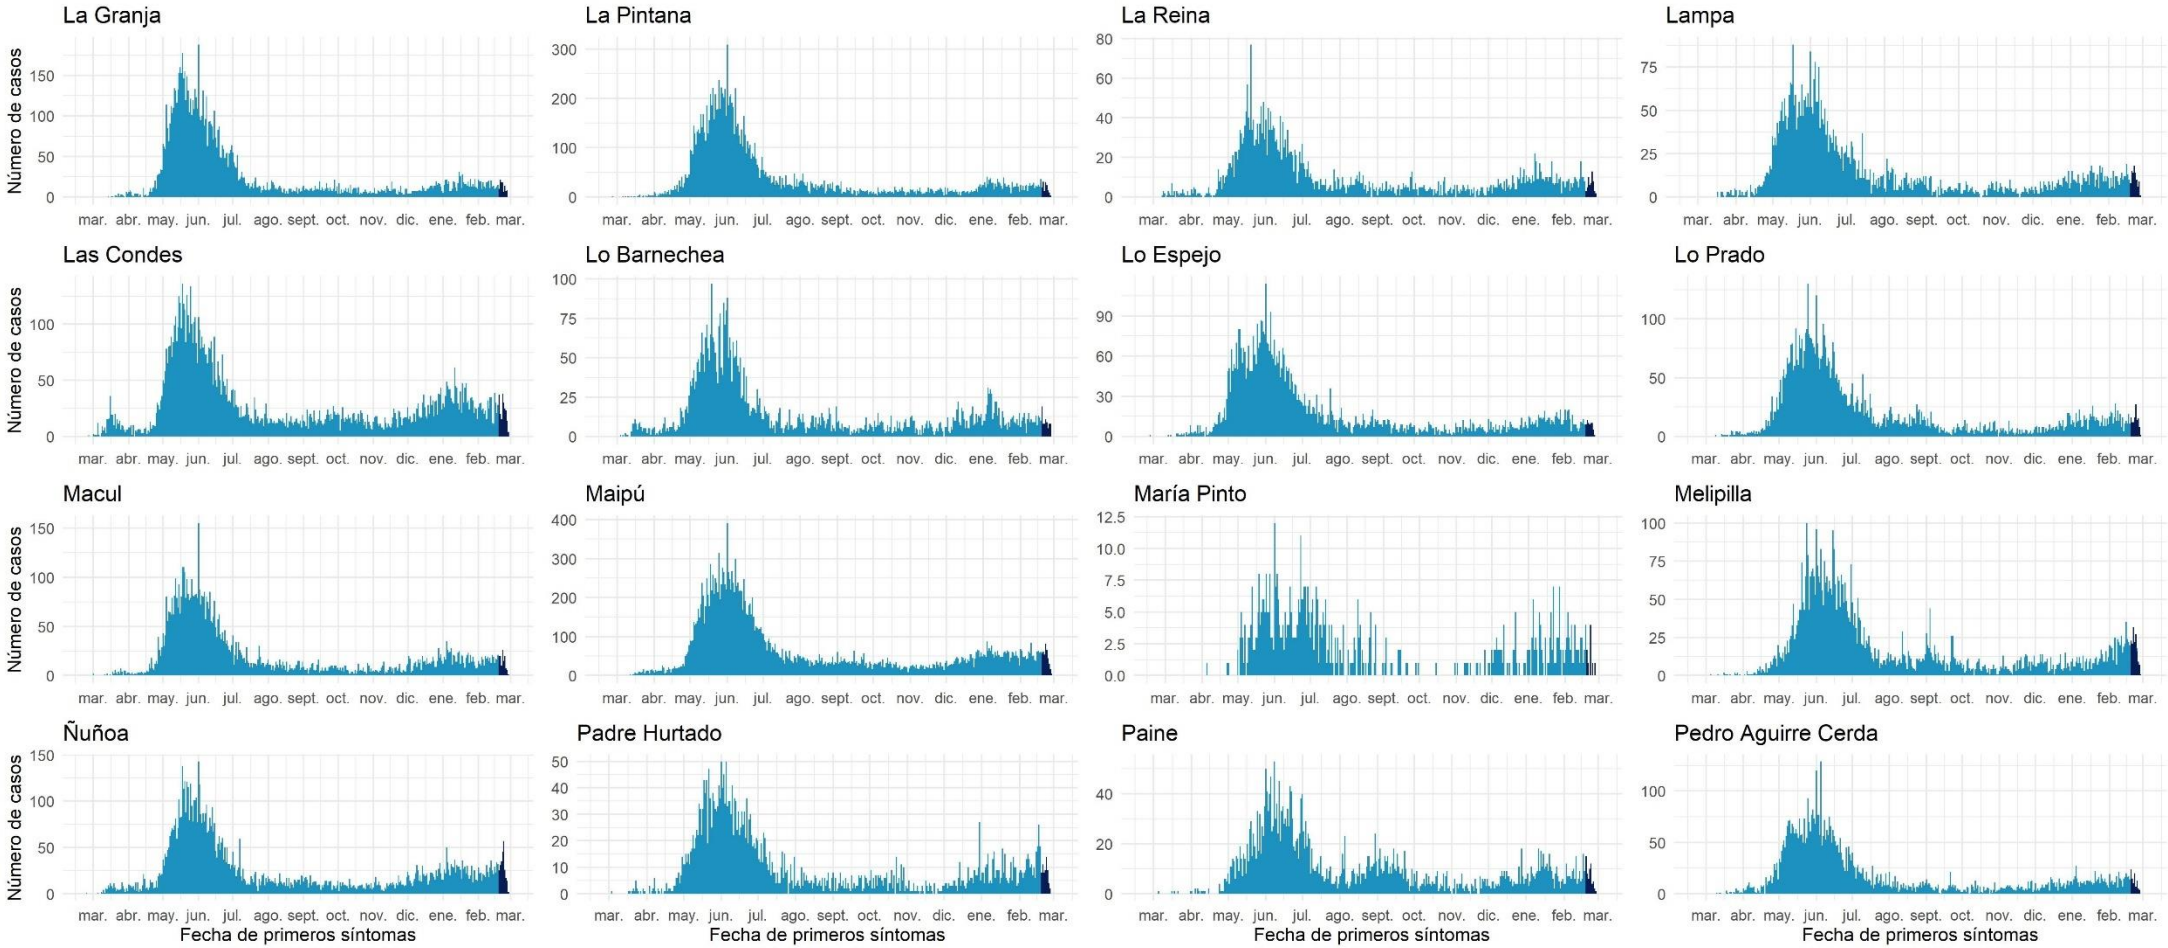 La Granja
La Pintana
La Reina
Lampa
Número de casos
150
100
50
0
300
200
100
0
80
60
40
20
0
75
50
25
0
mar. abr. may. jun. jul. ago. sept. oct. nov. dic. ene. feb. mar.
mar. abr. may. jun. jul. ago. sept. oct. nov. dic. ene. feb. mar.
mar. abr. may. jun. jul. ago. sept. oct. nov. dic. ene. feb. mar.
mar. abr. may. jun. jul. ago. sept. oct. nov. dic. ene. feb. mar.
Las Condes
Lo Barnechea
Lo Espejo
Lo Prado
Número de casos
100
50
0
100
75
50
25
0
90
60
30
0
100
50
0
mar. abr. may. jun. jul. ago. sept. oct. nov. dic. ene. feb. mar.
mar. abr. may. jun. jul. ago. sept. oct. nov. dic. ene. feb. mar.
mar. abr. may. jun. jul. ago. sept. oct. nov. dic. ene. feb. mar.
mar. abr. may. jun. jul. ago. sept. oct. nov. dic. ene. feb. mar.
Macul
Maipú
María Pinto
Melipilla
Número de casos
150
100
50
0
400
300
200
100
0
12.5
10.0
7.5
5.0
2.5
0.0
100
75
50
25
0
mar. abr. may. jun. jul. ago. sept. oct. nov. dic. ene. feb. mar.
mar. abr. may. jun. jul. ago. sept. oct. nov. dic. ene. feb. mar.
mar. abr. may. jun. jul. ago. sept. oct. nov. dic. ene. feb. mar.
mar. abr. may. jun. jul. ago. sept. oct. nov. dic. ene. feb. mar.
Ñuñoa
Padre Hurtado
Paine
Pedro Aguirre Cerda
Número de casos
150
100
50
0
50
40
30
20
10
0
40
20
0
100
50
0
mar. abr. may. jun. jul. ago. sept. oct. nov. dic. ene. feb. mar.
mar. abr. may. jun. jul. ago. sept. oct. nov. dic. ene. feb. mar.
mar. abr. may. jun. jul. ago. sept. oct. nov. dic. ene. feb. mar.
mar. abr. may. jun. jul. ago. sept. oct. nov. dic. ene. feb. mar.
Fecha de primeros síntomas
Fecha de primeros síntomas
Fecha de primeros síntomas
Fecha de primeros síntomas